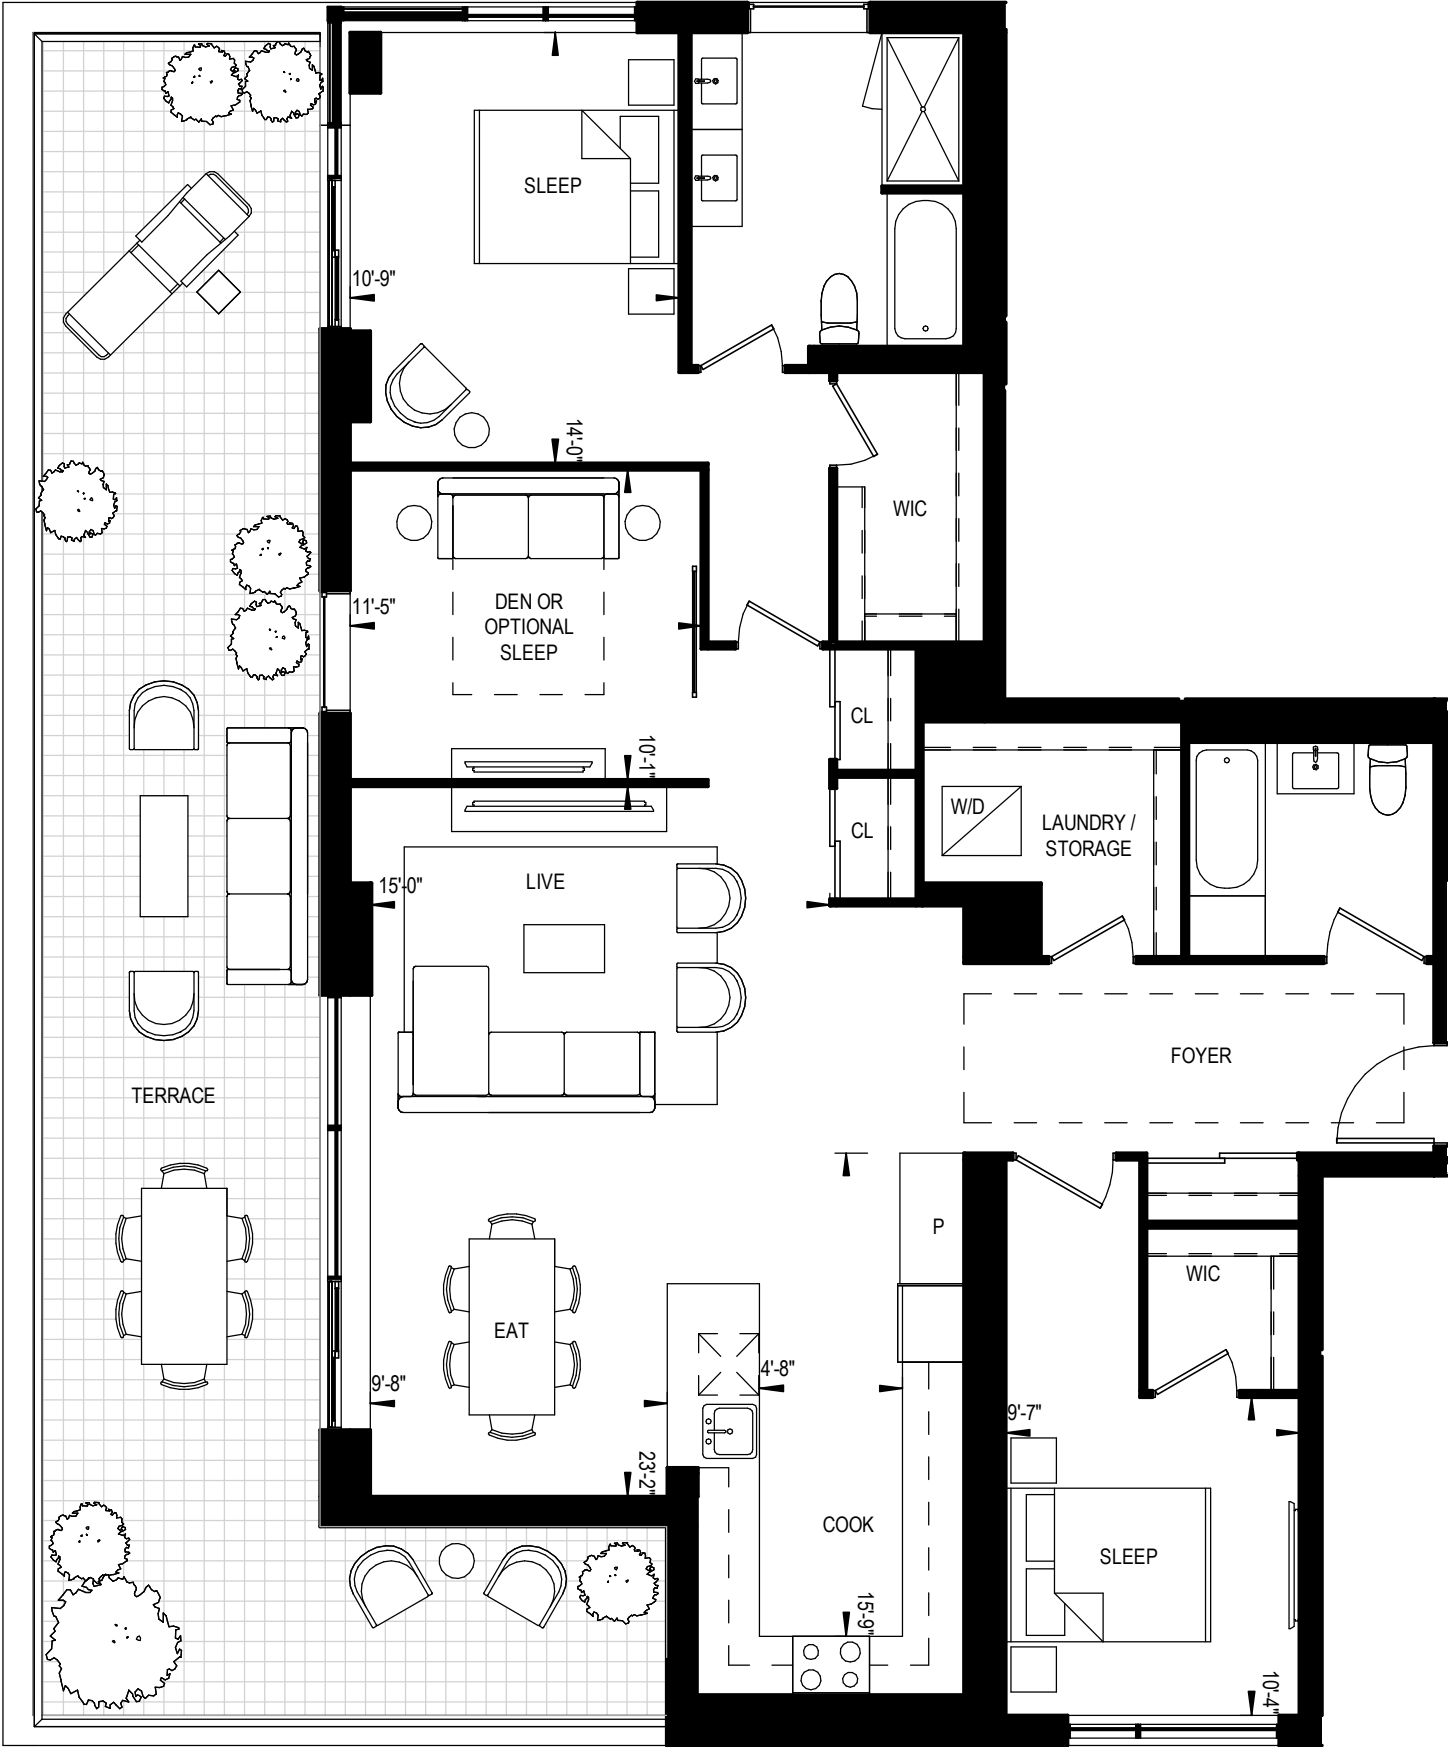 SLEEP
10'-9"
14'-0"
WIC
DEN OR
OPTIONAL
SLEEP
11'-5"
10'-1"
CL
CL
W/D
LAUNDRY /
STORAGE
LIVE
15'-0"
FOYER
TERRACE
P
WIC
EAT
9'-8"
4'-8"
9'-7"
23'-2"
COOK
SLEEP
15'-9"
10'-4"